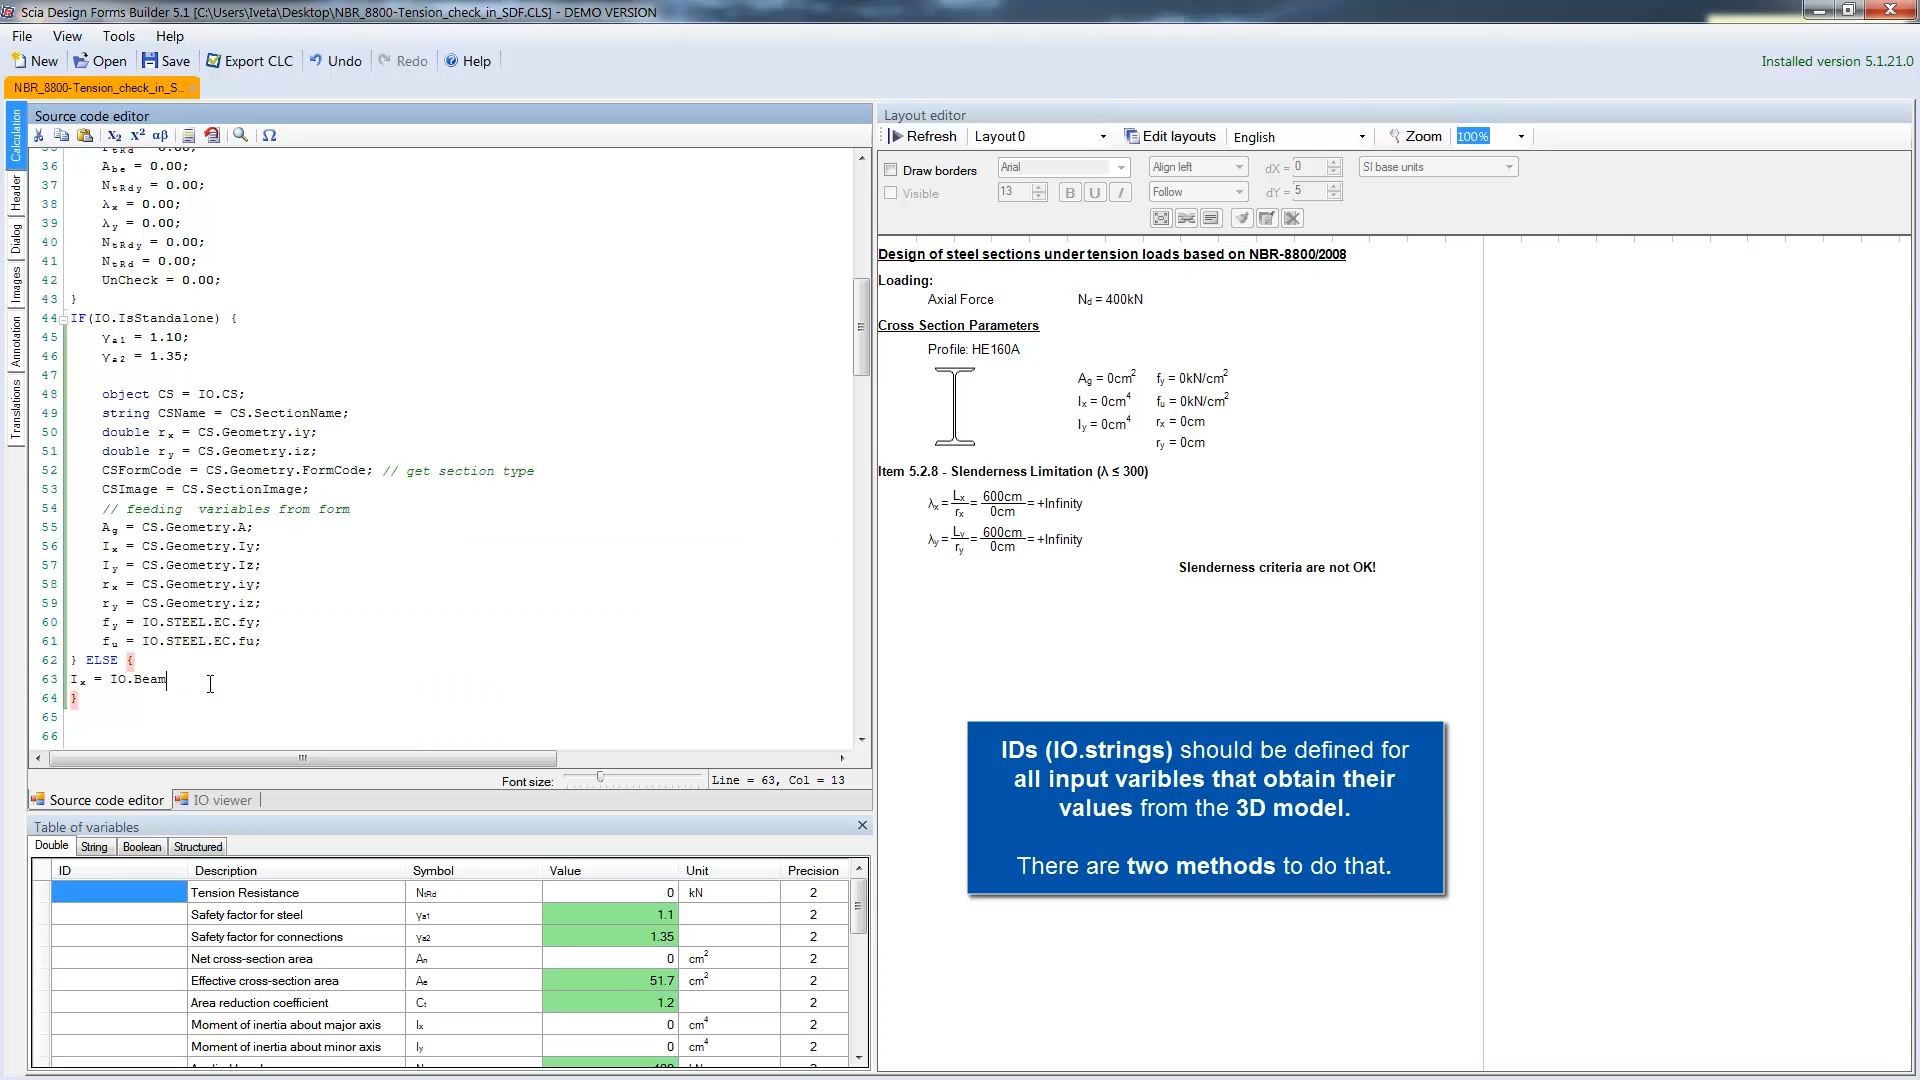 Scia Design Forms Builder 5.1 [C:\Users\Iveta\Desktop\NBR_8800-Tension_check_in_SDF.CLS] - DEMO VERSION
File View Tools Help
New Open Save Export CLC Undo Redo Help
Installed version 5.1.21.0
NBR_8800-Tension_check_in_S...
Calculation
Header
Dialog
Images
Annotation
Translations
Source code editor
X₂ X² αβ Ω
36 Abe = 0.00;
37 NtRdy = 0.00;
38 λx = 0.00;
39 λy = 0.00;
40 NtRdy = 0.00;
41 NtRd = 0.00;
42 UnCheck = 0.00;
43 }
44 IF(IO.IsStandalone) {
45 γa1 = 1.10;
46 γa2 = 1.35;
47
48 object CS = IO.CS;
49 string CSName = CS.SectionName;
50 double rx = CS.Geometry.iy;
51 double ry = CS.Geometry.iz;
52 CSFormCode = CS.Geometry.FormCode; // get section type
53 CSImage = CS.SectionImage;
54 // feeding  variables from form
55 Ag = CS.Geometry.A;
56 Ix = CS.Geometry.Iy;
57 Iy = CS.Geometry.Iz;
58 rx = CS.Geometry.iy;
59 ry = CS.Geometry.iz;
60 fy = IO.STEEL.EC.fy;
61 fu = IO.STEEL.EC.fu;
62 } ELSE {
63 Ix = IO.Beam
64 }
65
66
Font size: Line = 63, Col = 13
Source code editor IO viewer
Table of variables
Double String Boolean Structured
ID Description Symbol Value Unit Precision
Tension Resistance NtRd 0 kN 2
Safety factor for steel γa1 1.1 2
Safety factor for connections γa2 1.35 2
Net cross-section area An 0 cm² 2
Effective cross-section area Ae 51.7 cm² 2
Area reduction coefficient Ct 1.2 2
Moment of inertia about major axis Ix 0 cm⁴ 2
Moment of inertia about minor axis Iy 0 cm⁴ 2
Layout editor
Refresh Layout0 Edit layouts English Zoom 100%
Draw borders Arial Align left dX = 0 SI base units
Visible 13 B U I Follow dY = 5
Design of steel sections under tension loads based on NBR-8800/2008
Loading:
Axial Force Nd = 400kN
Cross Section Parameters
Profile: HE160A
Ag = 0cm² fy = 0kN/cm²
Ix = 0cm⁴ fu = 0kN/cm²
Iy = 0cm⁴ rx = 0cm
ry = 0cm
Item 5.2.8 - Slenderness Limitation (λ ≤ 300)
λx = Lx/rx = 600cm/0cm = +Infinity
λy = Ly/ry = 600cm/0cm = +Infinity
Slenderness criteria are not OK!
IDs (IO.strings) should be defined for
all input varibles that obtain their
values from the 3D model.
There are two methods to do that.